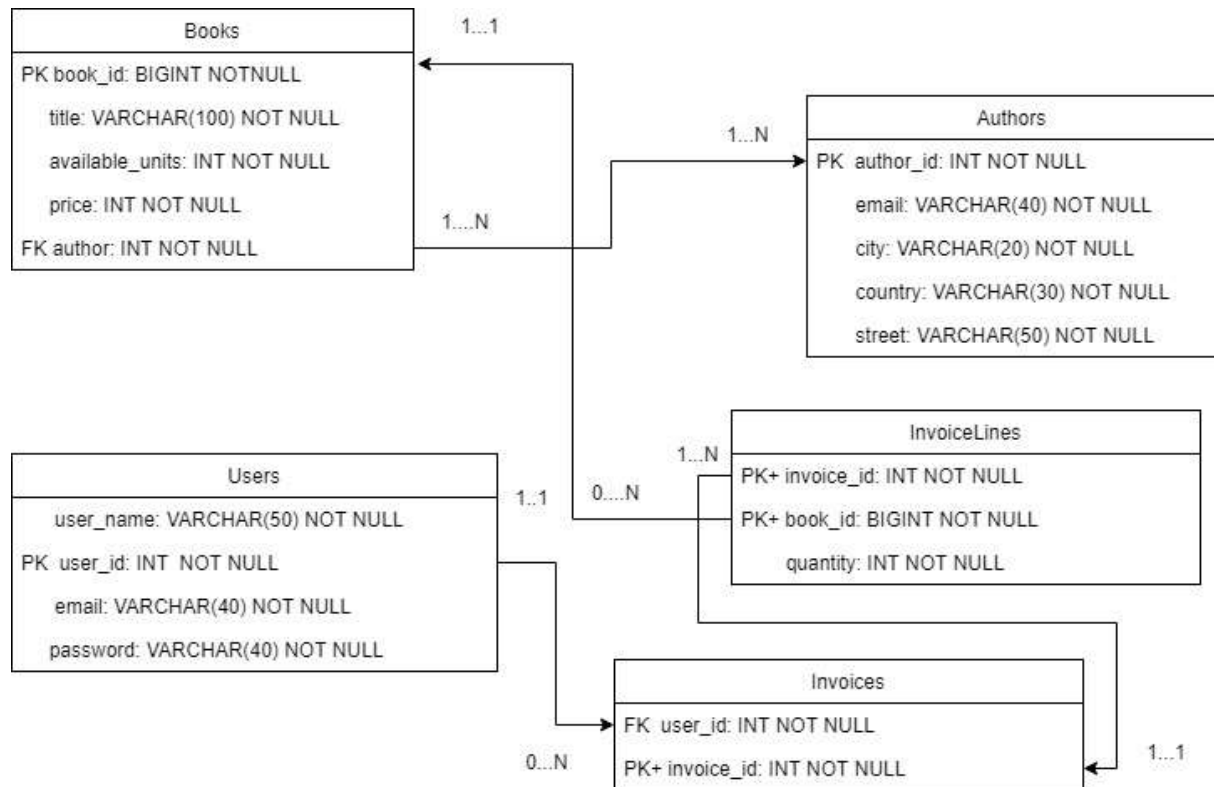 Books
PK book_id: BIGINT NOTNULL
title: VARCHAR(100) NOT NULL
available_units: INT NOT NULL
price: INT NOT NULL
FK author: INT NOT NULL
1...1
1....N
1...N
Authors
PK author_id: INT NOT NULL
email: VARCHAR(40) NOT NULL
city: VARCHAR(20) NOT NULL
country: VARCHAR(30) NOT NULL
street: VARCHAR(50) NOT NULL
InvoiceLines
PK+ invoice_id: INT NOT NULL
PK+ book_id: BIGINT NOT NULL
quantity: INT NOT NULL
1...N
0....N
Users
user_name: VARCHAR(50) NOT NULL
PK user_id: INT NOT NULL
email: VARCHAR(40) NOT NULL
password: VARCHAR(40) NOT NULL
1..1
0...N
Invoices
FK user_id: INT NOT NULL
PK+ invoice_id: INT NOT NULL
1...1